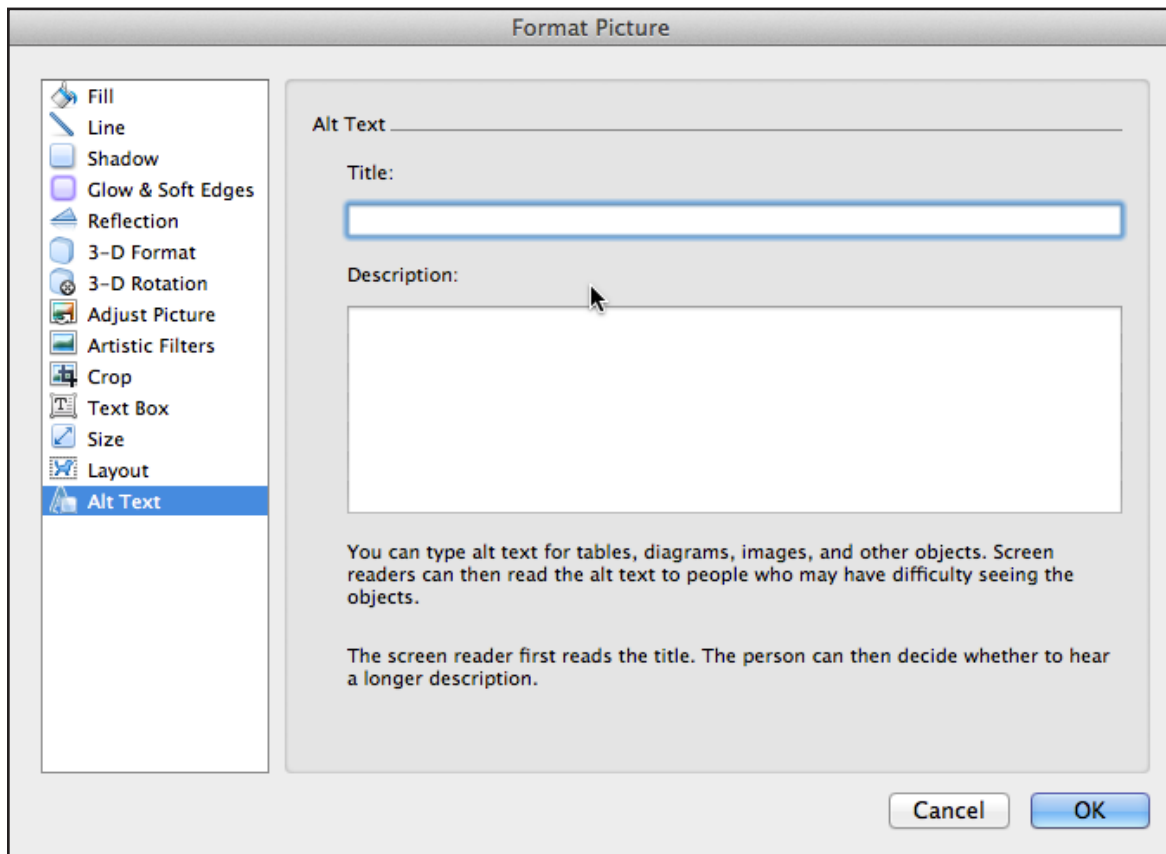 Format Picture
Fill
Line
Shadow
Glow & Soft Edges
Reflection
3-D Format
3-D Rotation
Adjust Picture
Artistic Filters
Crop
Text Box
Size
Layout
Alt Text
Alt Text
Title:
Description:
You can type alt text for tables, diagrams, images, and other objects. Screen
readers can then read the alt text to people who may have difficulty seeing the
objects.
The screen reader first reads the title. The person can then decide whether to hear
a longer description.
Cancel
OK